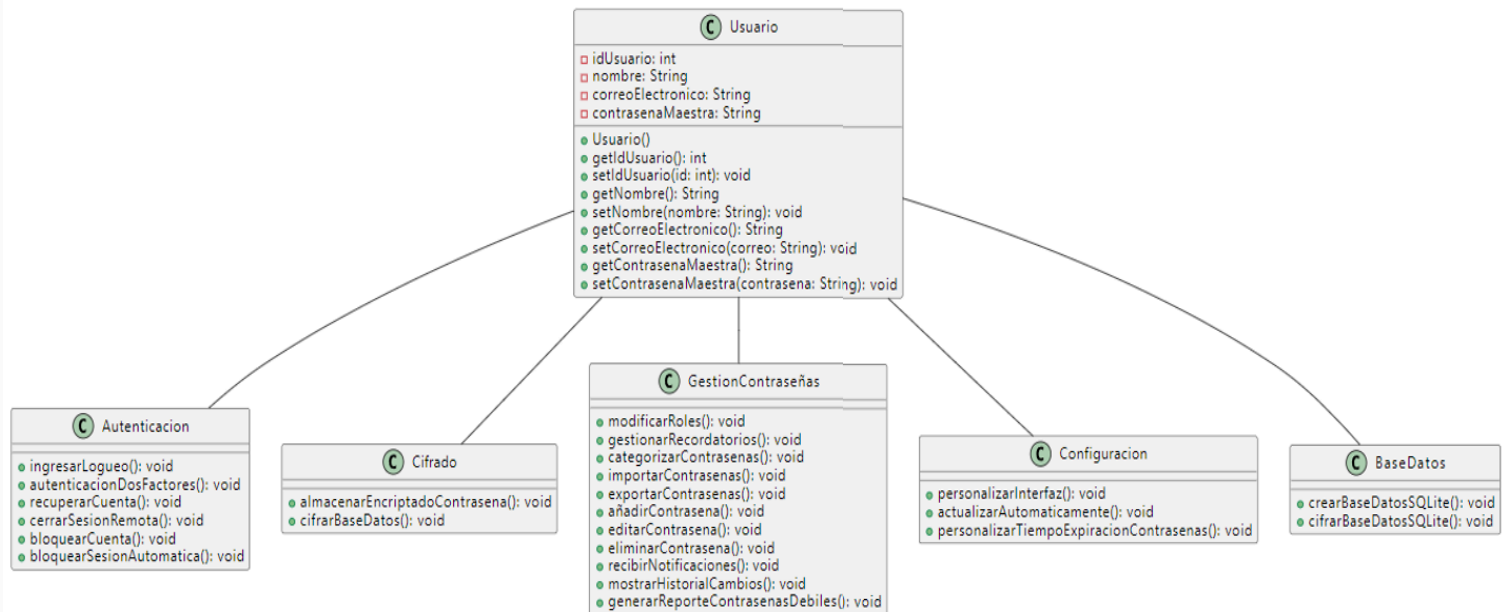 C Usuario
idUsuario: int
nombre: String
correoElectronico: String
contrasenaMaestra: String
Usuario()
getIdUsuario(): int
setIdUsuario(id: int): void
getNombre(): String
setNombre(nombre: String): void
getCorreoElectronico(): String
setCorreoElectronico(correo: String): void
getContrasenaMaestra(): String
setContrasenaMaestra(contrasena: String): void
C Autenticacion
ingresarLogueo(): void
autenticacionDosFactores(): void
recuperarCuenta(): void
cerrarSesionRemota(): void
bloquearCuenta(): void
bloquearSesionAutomatica(): void
C Cifrado
almacenarEncriptadoContrasena(): void
cifrarBaseDatos(): void
C GestionContraseñas
modificarRoles(): void
gestionarRecordatorios(): void
categorizarContrasenas(): void
importarContrasenas(): void
exportarContrasenas(): void
añadirContrasena(): void
editarContrasena(): void
eliminarContrasena(): void
recibirNotificaciones(): void
mostrarHistorialCambios(): void
generarReporteContrasenasDebiles(): void
C Configuracion
personalizarInterfaz(): void
actualizarAutomaticamente(): void
personalizarTiempoExpiracionContrasenas(): void
C BaseDatos
crearBaseDatosSQLite(): void
cifrarBaseDatosSQLite(): void